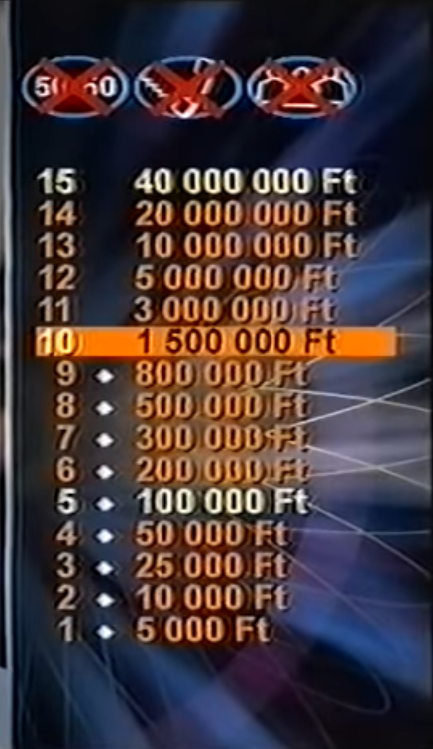 50:50
15 40 000 000 Ft
14 20 000 000 Ft
13 10 000 000 Ft
12 5 000 000 Ft
11 3 000 000 Ft
10 1 500 000 Ft
9 ◆ 800 000 Ft
8 ◆ 500 000 Ft
7 ◆ 300 000 Ft
6 ◆ 200 000 Ft
5 ◆ 100 000 Ft
4 ◆ 50 000 Ft
3 ◆ 25 000 Ft
2 ◆ 10 000 Ft
1 ◆ 5 000 Ft